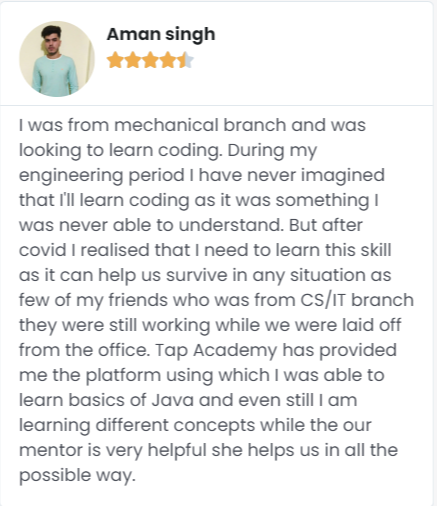 Aman singh
I was from mechanical branch and was
looking to learn coding. During my
engineering period I have never imagined
that I'll learn coding as it was something I
was never able to understand. But after
covid I realised that I need to learn this skill
as it can help us survive in any situation as
few of my friends who was from CS/IT branch
they were still working while we were laid off
from the office. Tap Academy has provided
me the platform using which I was able to
learn basics of Java and even still I am
learning different concepts while the our
mentor is very helpful she helps us in all the
possible way.